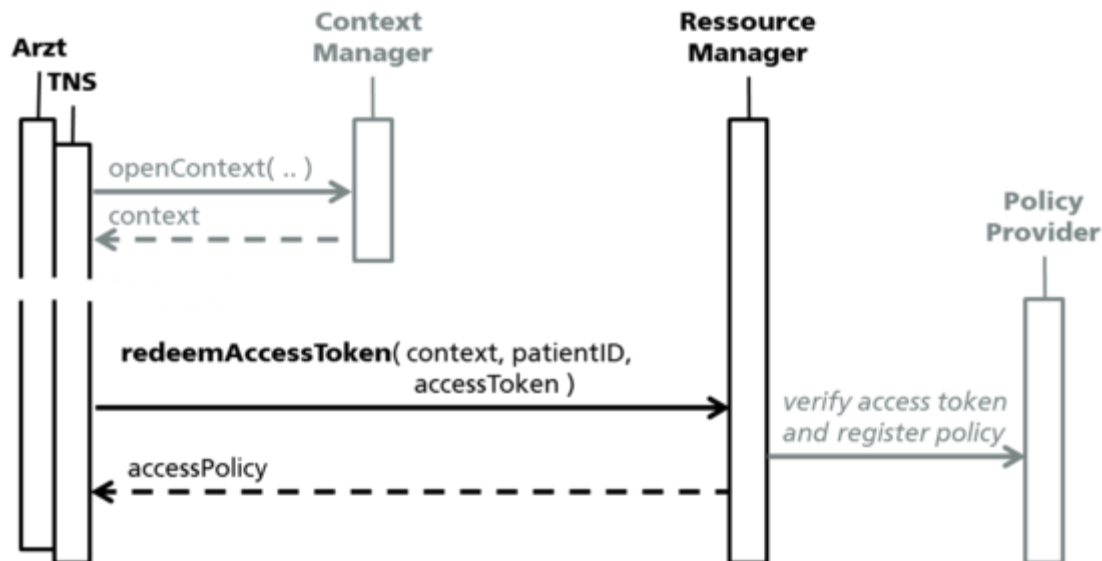 Context
Manager
Ressource
Manager
Arzt
TNS
openContext( .. )
context
Policy
Provider
redeemAccessToken( context, patientID,
accessToken )
verify access token
and register policy
accessPolicy